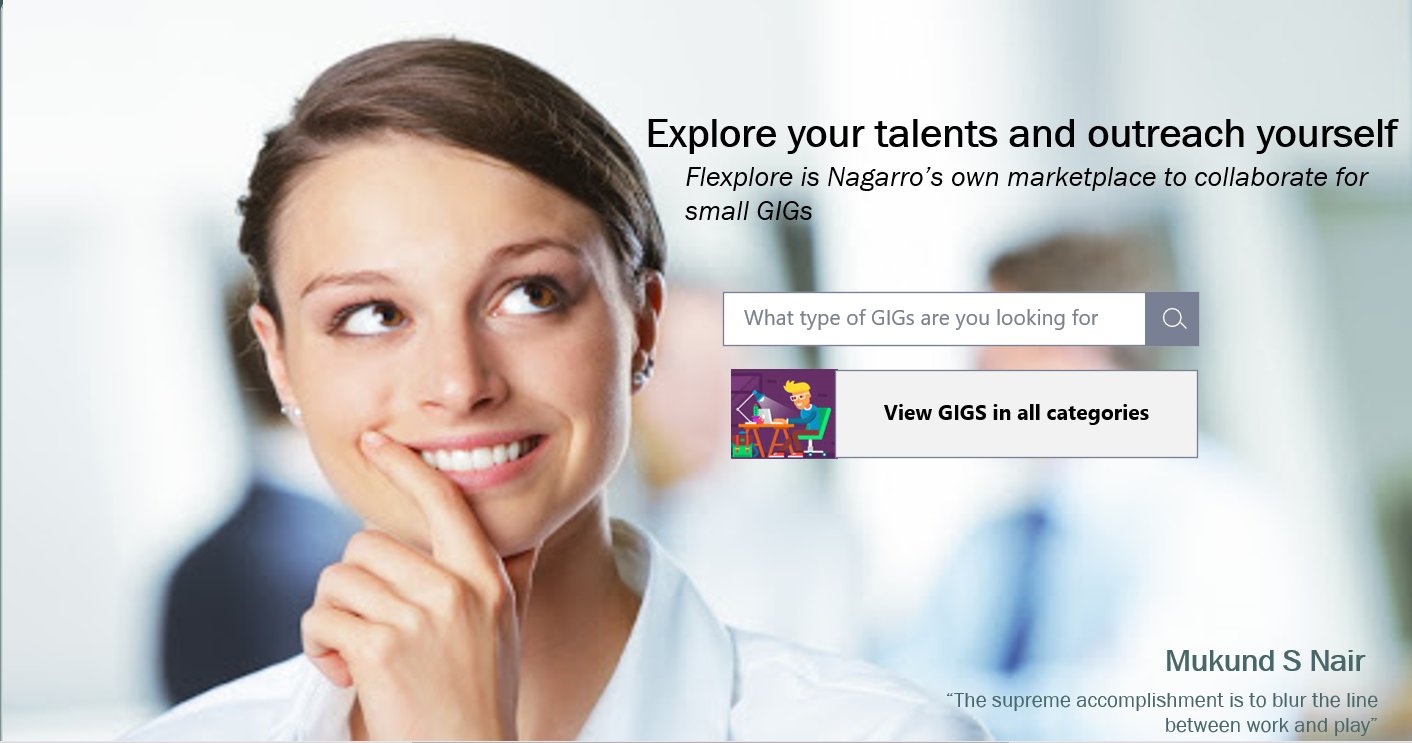 Explore your talents and outreach yourself
Flexplore is Nagarro’s own marketplace to collaborate for
small GIGs
What type of GIGs are you looking for
View GIGS in all categories
Mukund S Nair
“The supreme accomplishment is to blur the line
between work and play”